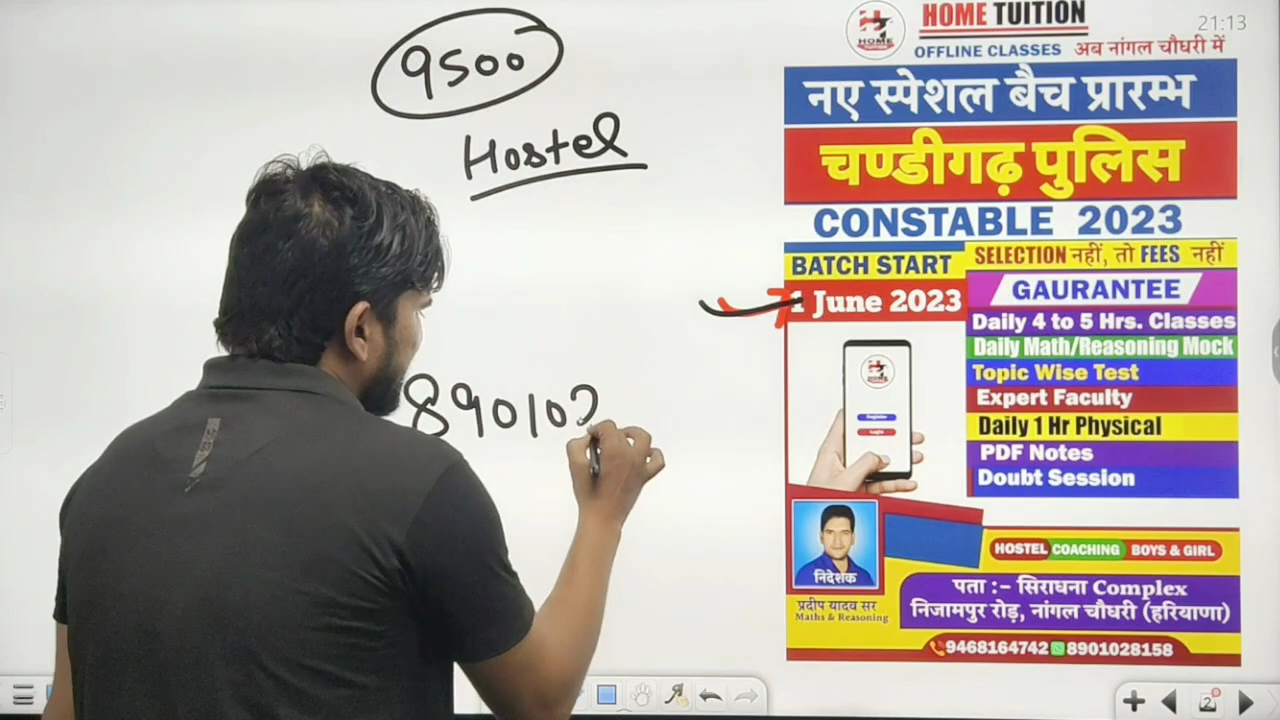 9500
Hostel
890102
21:13
HOME TUITION
HOME
OFFLINE CLASSES अब नांगल चौधरी में
नए स्पेशल बैच प्रारम्भ
चण्डीगढ़ पुलिस
CONSTABLE 2023
BATCH START
1 June 2023
SELECTION नहीं, तो FEES नहीं
GAURANTEE
Daily 4 to 5 Hrs. Classes
Daily Math/Reasoning Mock
Topic Wise Test
Expert Faculty
Daily 1 Hr Physical
PDF Notes
Doubt Session
निदेशक
प्रदीप यादव सर
Maths & Reasoning
HOSTEL COACHING BOYS & GIRL
पता :- सिराधना Complex
निजामपुर रोड़, नांगल चौधरी (हरियाणा)
9468164742 8901028158
2